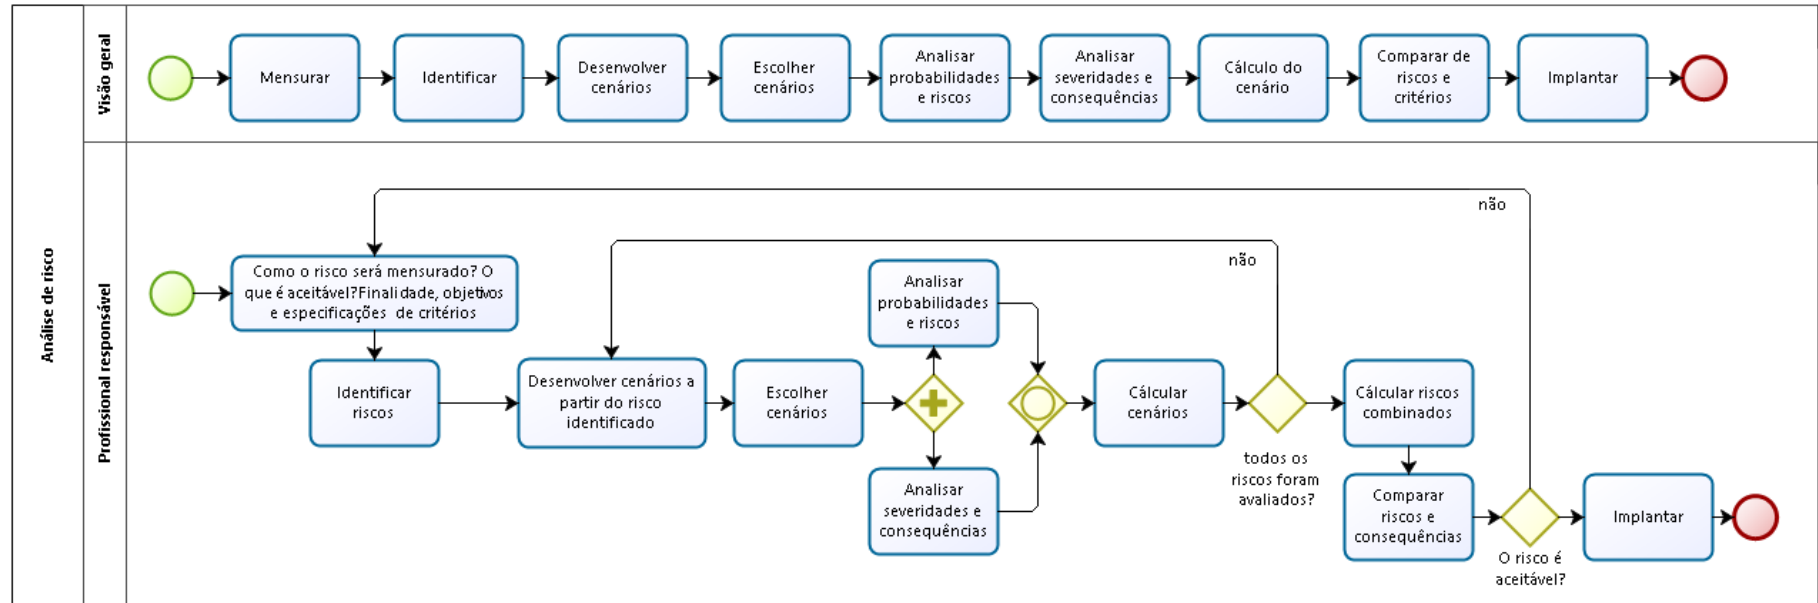 Análise de risco
Visão geral
Mensurar
Identificar
Desenvolver
cenários
Escolher
cenários
Analisar
probabilidades
e riscos
Analisar
severidades e
consequências
Cálculo do
cenário
Comparar de
riscos e
critérios
Implantar
Profissional responsável
não
não
Como o risco será mensurado? O
que é aceitável?Finalidade, objetivos
e especificações de critérios
Identificar
riscos
Desenvolver cenários a
partir do risco
identificado
Escolher
cenários
Analisar
probabilidades
e riscos
Analisar
severidades e
consequências
Cálcular
cenários
todos os
riscos foram
avaliados?
Cálcular riscos
combinados
Comparar
riscos e
consequências
O risco é
aceitável?
Implantar